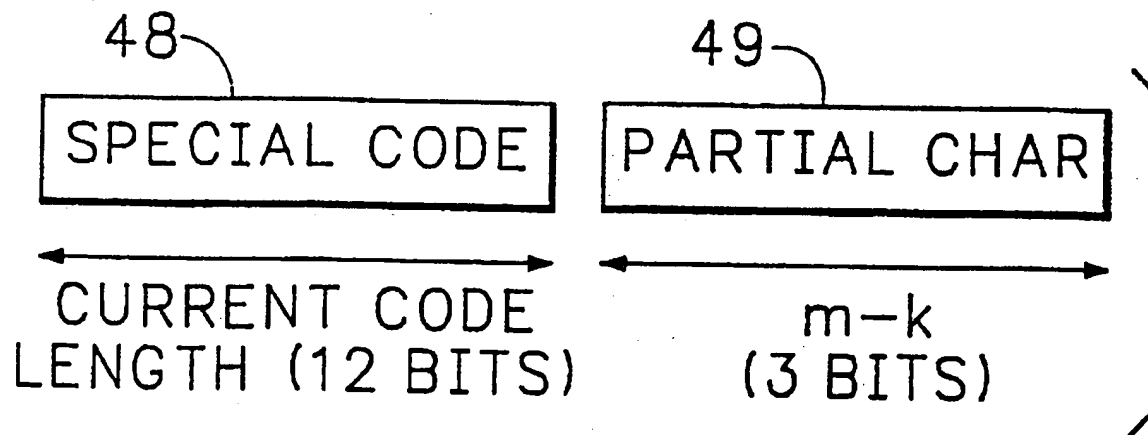 48
49
SPECIAL CODE
PARTIAL CHAR
CURRENT CODE
LENGTH (12 BITS)
m-k
(3 BITS)